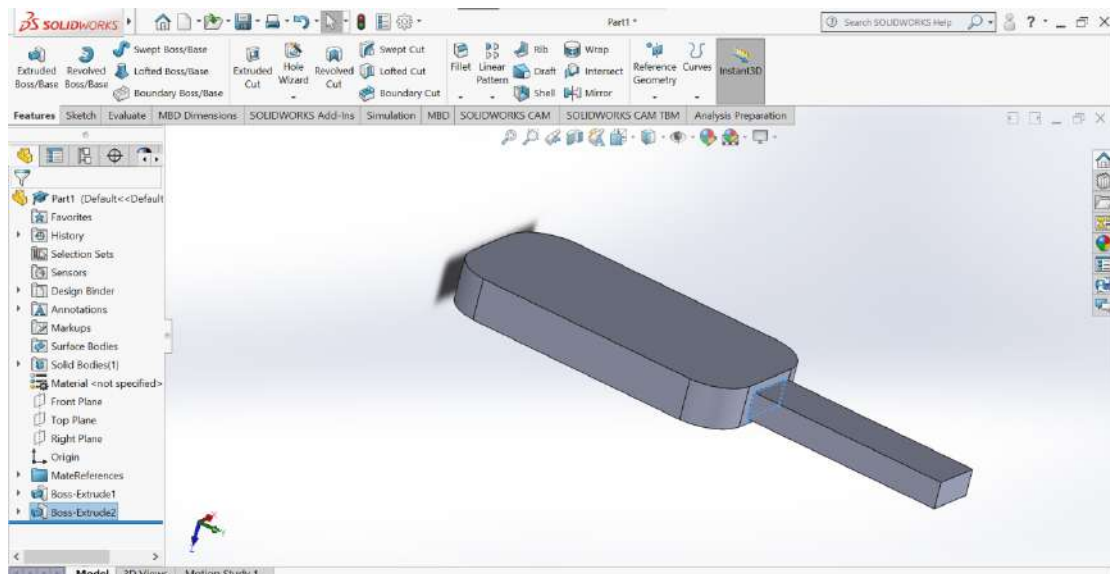 SOLIDWORKS
Part1 *
Search SOLIDWORKS Help
Extruded Boss/Base
Revolved Boss/Base
Swept Boss/Base
Lofted Boss/Base
Boundary Boss/Base
Extruded Cut
Hole Wizard
Revolved Cut
Swept Cut
Lofted Cut
Boundary Cut
Fillet
Linear Pattern
Rib
Draft
Shell
Wrap
Intersect
Mirror
Reference Geometry
Curves
Instant3D
Features Sketch Evaluate MBD Dimensions SOLIDWORKS Add-Ins Simulation MBD SOLIDWORKS CAM SOLIDWORKS CAM TBM Analysis Preparation
Part1 (Default<<Default
Favorites
History
Selection Sets
Sensors
Design Binder
Annotations
Markups
Surface Bodies
Solid Bodies(1)
Material <not specified>
Front Plane
Top Plane
Right Plane
Origin
MateReferences
Boss-Extrude1
Boss-Extrude2
Model 3D Views Motion Study 1